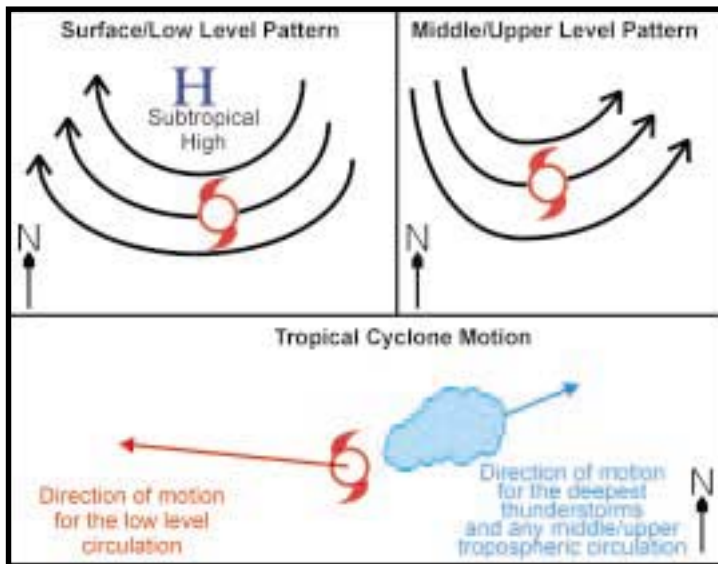 Surface/Low Level Pattern
H
Subtropical
High
N
Middle/Upper Level Pattern
N
Tropical Cyclone Motion
Direction of motion
for the low level
circulation
Direction of motion
for the deepest
thunderstorms
and any middle/upper
tropospheric circulation
N